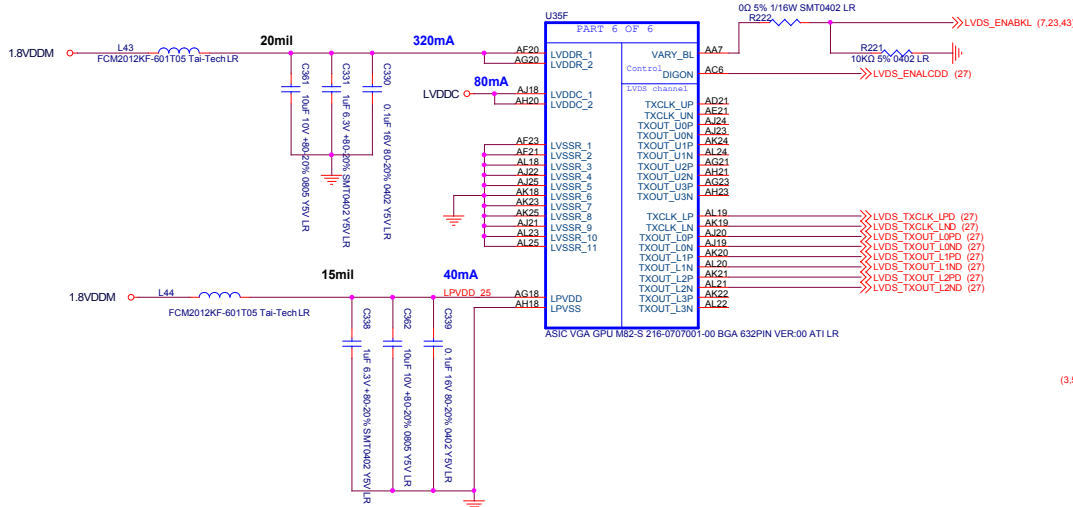 U35F
PART 6 OF 6
0Ω 5% 1/16W SMT0402 LR
R222
LVDS_ENABKL (7,23,43)
R221
10KΩ 5% 0402 LR
LVDS_ENALCDD (27)
1.8VDDM
L43
FCM2012KF-601T05 Tai-Tech LR
20mil
320mA
C361
10uF 10V +80-20% 0805 Y5V LR
C331
1uF 6.3V +80-20% SMT0402 Y5V LR
C330
0.1uF 16V 80-20% 0402 Y5V LR
80mA
LVDDC
AF20 LVDDR_1
AG20 LVDDR_2
AJ18 LVDDC_1
AH20 LVDDC_2
AF23 LVSSR_1
AF21 LVSSR_2
AL18 LVSSR_3
AJ22 LVSSR_4
AJ25 LVSSR_5
AK18 LVSSR_6
AK23 LVSSR_7
AK25 LVSSR_8
AJ21 LVSSR_9
AL23 LVSSR_10
AL25 LVSSR_11
AG18 LPVDD
AH18 LPVSS
VARY_BL AA7
Control
DIGON AC6
LVDS channel
TXCLK_UP AD21
TXCLK_UN AE21
TXOUT_U0P AJ24
TXOUT_U0N AJ23
TXOUT_U1P AK24
TXOUT_U1N AL24
TXOUT_U2P AG21
TXOUT_U2N AH21
TXOUT_U3P AG23
TXOUT_U3N AH23
TXCLK_LP AL19 LVDS_TXCLK_LPD (27)
TXCLK_LN AK19 LVDS_TXCLK_LND (27)
TXOUT_L0P AJ20 LVDS_TXOUT_L0PD (27)
TXOUT_L0N AJ19 LVDS_TXOUT_L0ND (27)
TXOUT_L1P AK20 LVDS_TXOUT_L1PD (27)
TXOUT_L1N AL20 LVDS_TXOUT_L1ND (27)
TXOUT_L2P AK21 LVDS_TXOUT_L2PD (27)
TXOUT_L2N AL21 LVDS_TXOUT_L2ND (27)
TXOUT_L3P AK22
TXOUT_L3N AL22
ASIC VGA GPU M82-S 216-0707001-00 BGA 632PIN VER:00 ATI LR
1.8VDDM
L44
FCM2012KF-601T05 Tai-Tech LR
15mil
40mA
LPVDD_25
C338
1uF 6.3V +80-20% SMT0402 Y5V LR
C362
10uF 10V +80-20% 0805 Y5V LR
C339
0.1uF 16V 80-20% 0402 Y5V LR